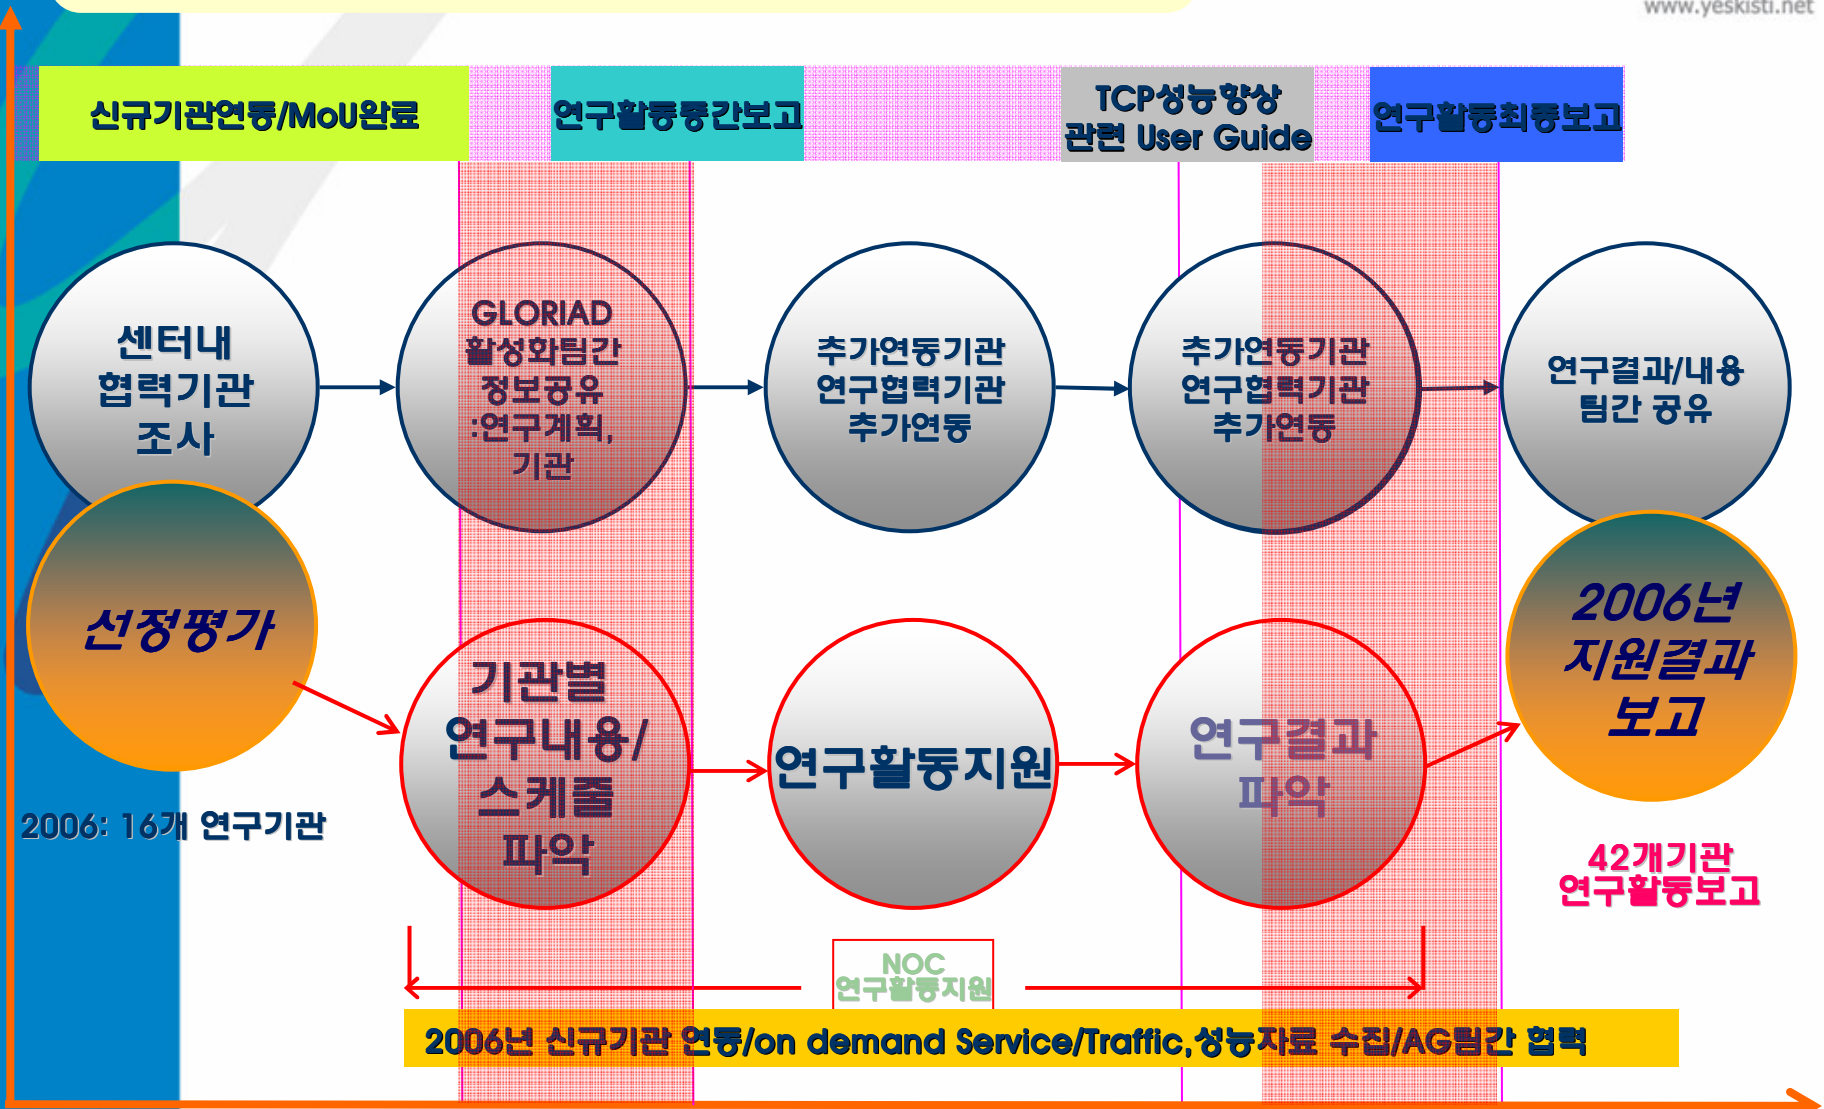 www.yeskisti.net
신규기관연동/MoU완료
연구활동중간보고
TCP성능향상
관련 User Guide
연구활동최종보고
센터내
협력기관
조사
GLORIAD
활성화팀간
정보공유
:연구계획,
기관
추가연동기관
연구협력기관
추가연동
추가연동기관
연구협력기관
추가연동
연구결과/내용
팀간 공유
선정평가
기관별
연구내용/
스케줄
파악
연구활동지원
연구결과
파악
2006년
지원결과
보고
2006: 16개 연구기관
42개기관
연구활동보고
NOC
연구활동지원
2006년 신규기관 연동/on demand Service/Traffic,성능자료 수집/AG팀간 협력